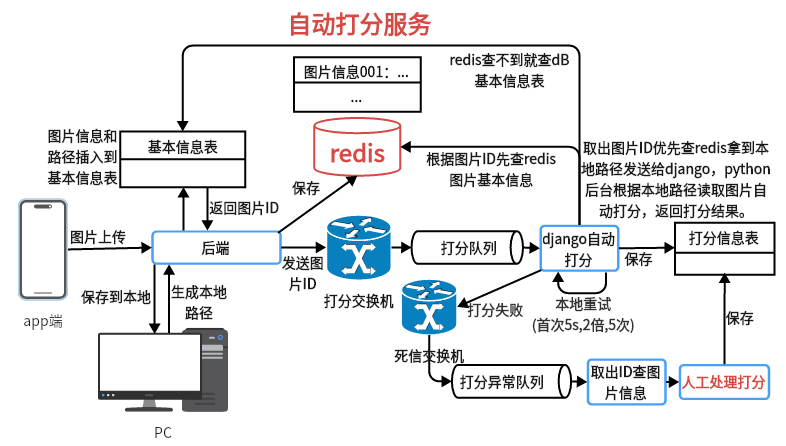 自动打分服务
redis查不到就查dB
基本信息表
图片信息001：...
...
图片信息和
路径插入到
基本信息表
基本信息表
redis
根据图片ID先查redis
图片基本信息
取出图片ID优先查redis拿到本
地路径发送给django，python
后台根据本地路径读取图片自
动打分，返回打分结果。
保存
返回图片ID
图片上传
后端
发送图
片ID
打分交换机
打分队列
django自动
打分
保存
打分信息表
app端
保存到本地
生成本地
路径
打分失败
本地重试
(首次5s,2倍,5次)
保存
死信交换机
打分异常队列
取出ID查图
片信息
人工处理打分
PC